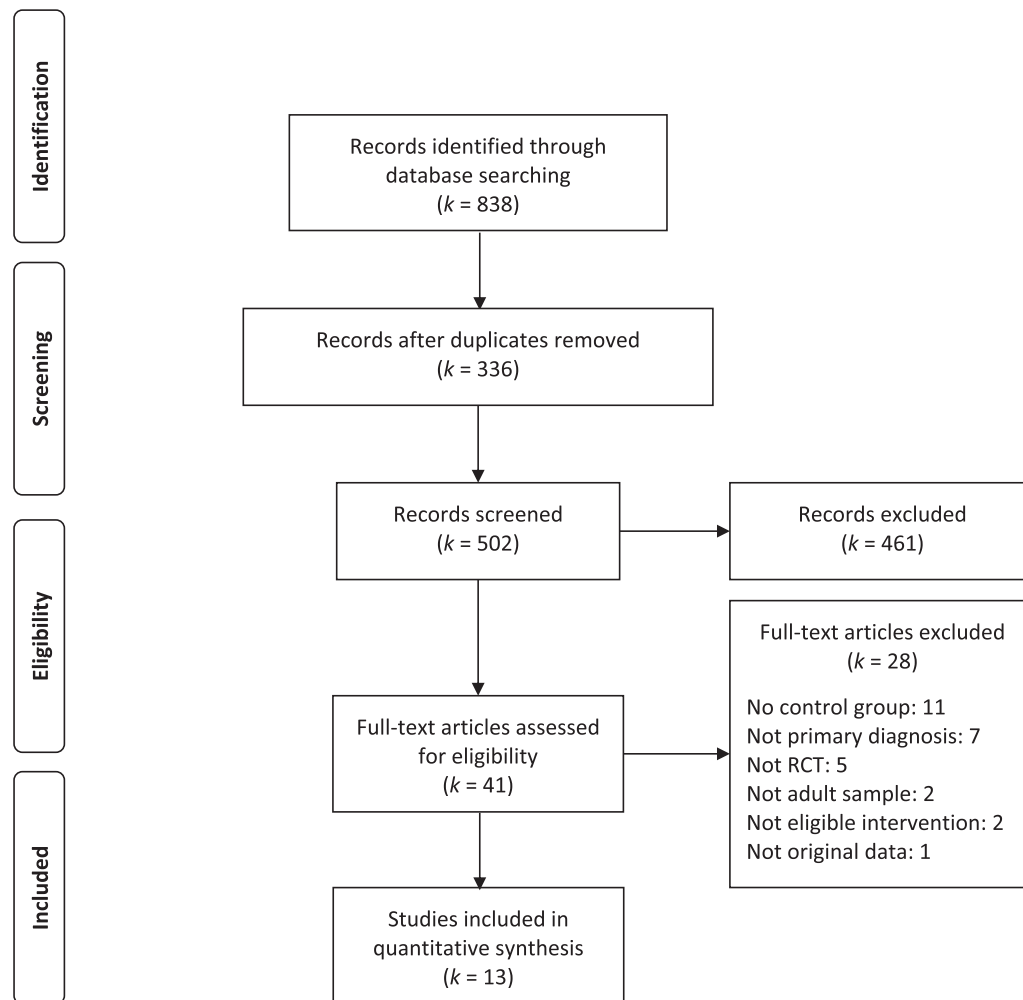 Identification
Records identified through
database searching
(k = 838)
Screening
Records after duplicates removed
(k = 336)
Records screened
(k = 502)
Records excluded
(k = 461)
Eligibility
Full-text articles assessed
for eligibility
(k = 41)
Full-text articles excluded
(k = 28)
No control group: 11
Not primary diagnosis: 7
Not RCT: 5
Not adult sample: 2
Not eligible intervention: 2
Not original data: 1
Included
Studies included in
quantitative synthesis
(k = 13)